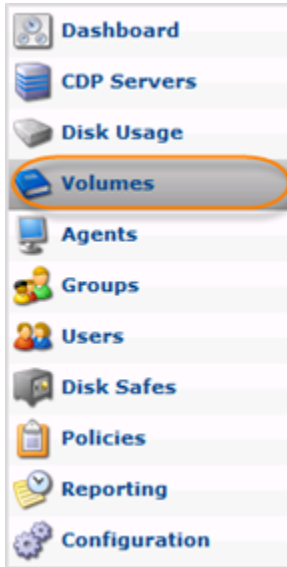 Dashboard
CDP Servers
Disk Usage
Volumes
Agents
Groups
Users
Disk Safes
Policies
Reporting
Configuration